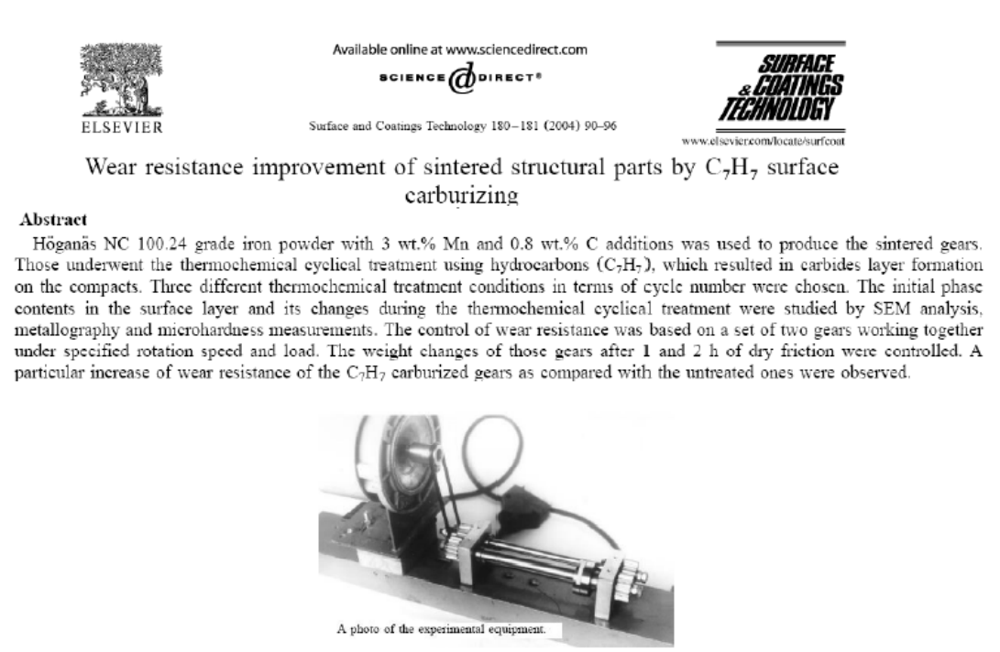 Available online at www.sciencedirect.com
SCIENCE DIRECT®
ELSEVIER
Surface and Coatings Technology 180–181 (2004) 90–96
SURFACE
& COATINGS
TECHNOLOGY
www.elsevier.com/locate/surfcoat
Wear resistance improvement of sintered structural parts by C₇H₇ surface
carburizing
Abstract
Höganäs NC 100.24 grade iron powder with 3 wt.% Mn and 0.8 wt.% C additions was used to produce the sintered gears.
Those underwent the thermochemical cyclical treatment using hydrocarbons (C₇H₇), which resulted in carbides layer formation
on the compacts. Three different thermochemical treatment conditions in terms of cycle number were chosen. The initial phase
contents in the surface layer and its changes during the thermochemical cyclical treatment were studied by SEM analysis,
metallography and microhardness measurements. The control of wear resistance was based on a set of two gears working together
under specified rotation speed and load. The weight changes of those gears after 1 and 2 h of dry friction were controlled. A
particular increase of wear resistance of the C₇H₇ carburized gears as compared with the untreated ones were observed.
A photo of the experimental equipment.